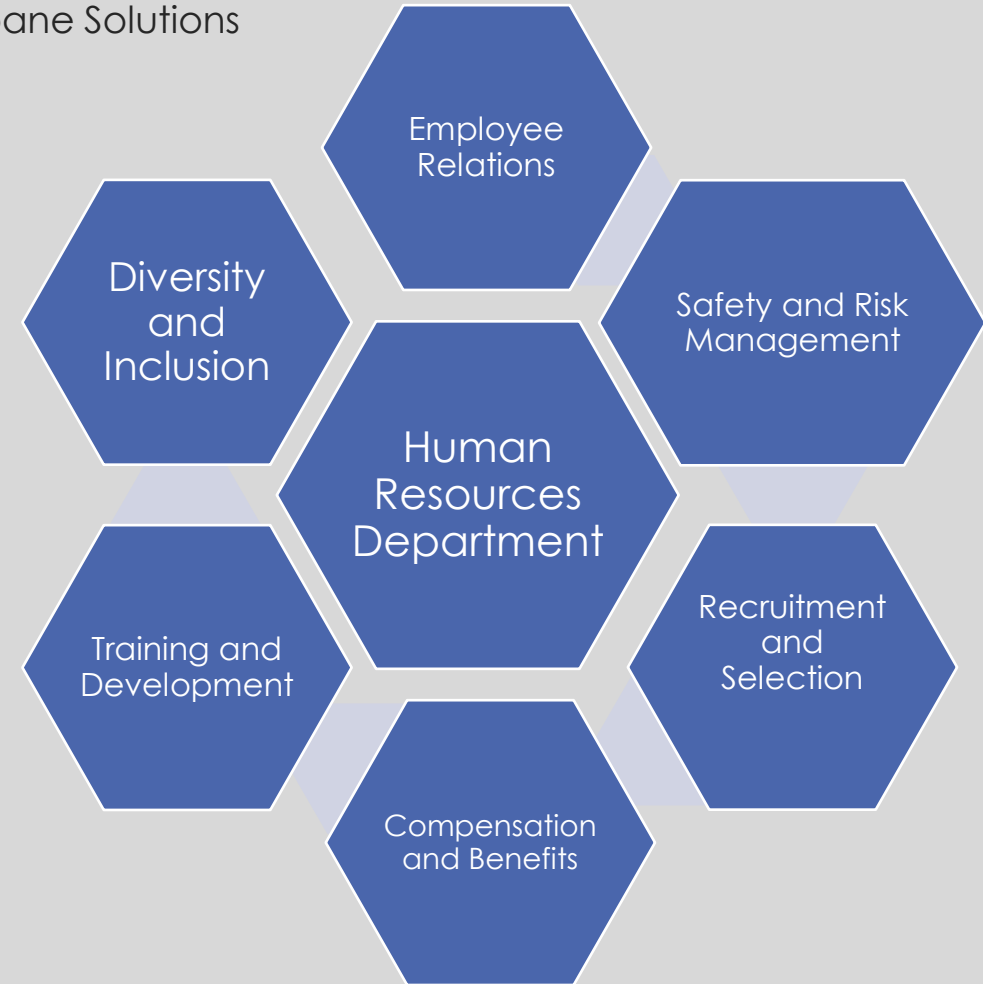 Solutions
Employee
Relations
Diversity
and
Inclusion
Safety and Risk
Management
Human
Resources
Department
Recruitment
and
Selection
Training and
Development
Compensation
and Benefits